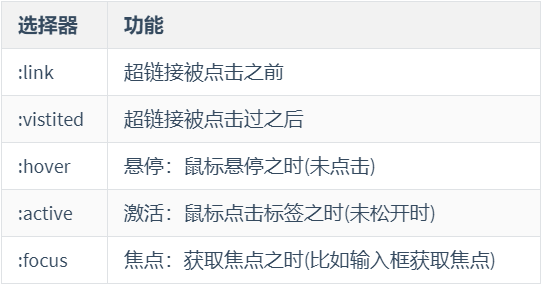 选择器 功能
:link 超链接被点击之前
:vistited 超链接被点击过之后
:hover 悬停：鼠标悬停之时(未点击)
:active 激活：鼠标点击标签之时(未松开时)
:focus 焦点：获取焦点之时(比如输入框获取焦点)